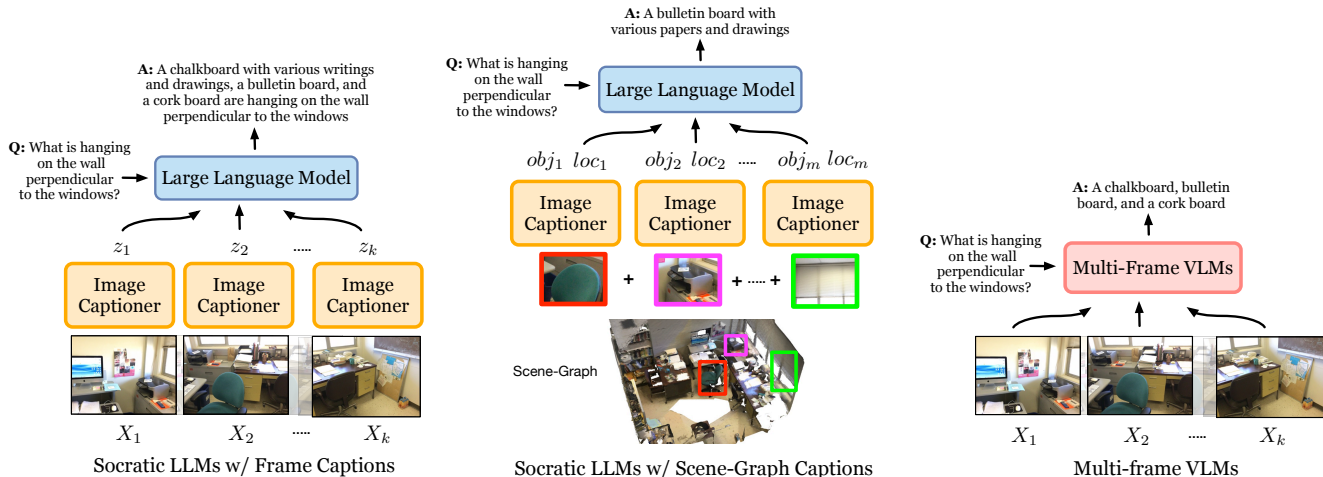 A: A chalkboard with various writings
and drawings, a bulletin board, and
a cork board are hanging on the wall
perpendicular to the windows
Q: What is hanging
on the wall
perpendicular
to the windows?
Large Language Model
z1 z2 ..... zk
Image Captioner
Image Captioner
Image Captioner
X1 X2 ..... Xk
Socratic LLMs w/ Frame Captions
A: A bulletin board with
various papers and drawings
Q: What is hanging
on the wall
perpendicular
to the windows?
Large Language Model
obj1 loc1 obj2 loc2 ..... objm locm
Image Captioner
Image Captioner
Image Captioner
+ + ..... +
Scene-Graph
Socratic LLMs w/ Scene-Graph Captions
A: A chalkboard, bulletin
board, and a cork board
Q: What is hanging
on the wall
perpendicular
to the windows?
Multi-Frame VLMs
X1 X2 ..... Xk
Multi-frame VLMs